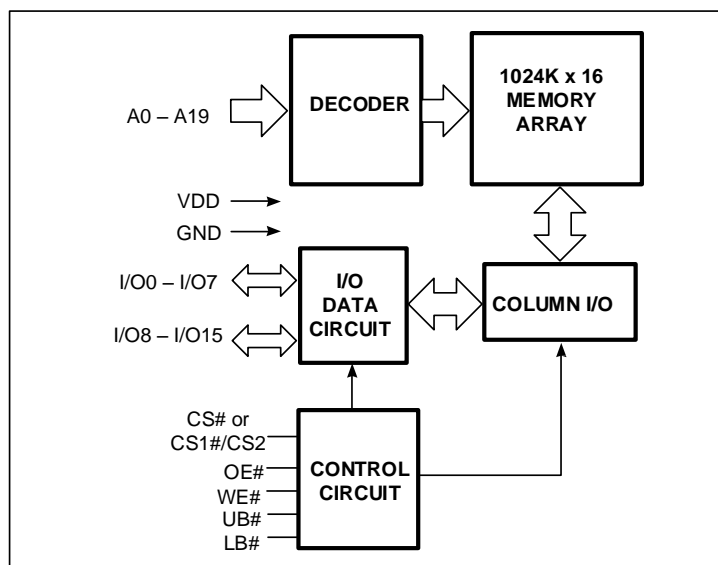 DECODER
1024K x 16
MEMORY
ARRAY
A0 – A19
VDD
GND
I/O0 – I/O7
I/O8 – I/O15
I/O
DATA
CIRCUIT
COLUMN I/O
CS# or
CS1#/CS2
OE#
WE#
UB#
LB#
CONTROL
CIRCUIT